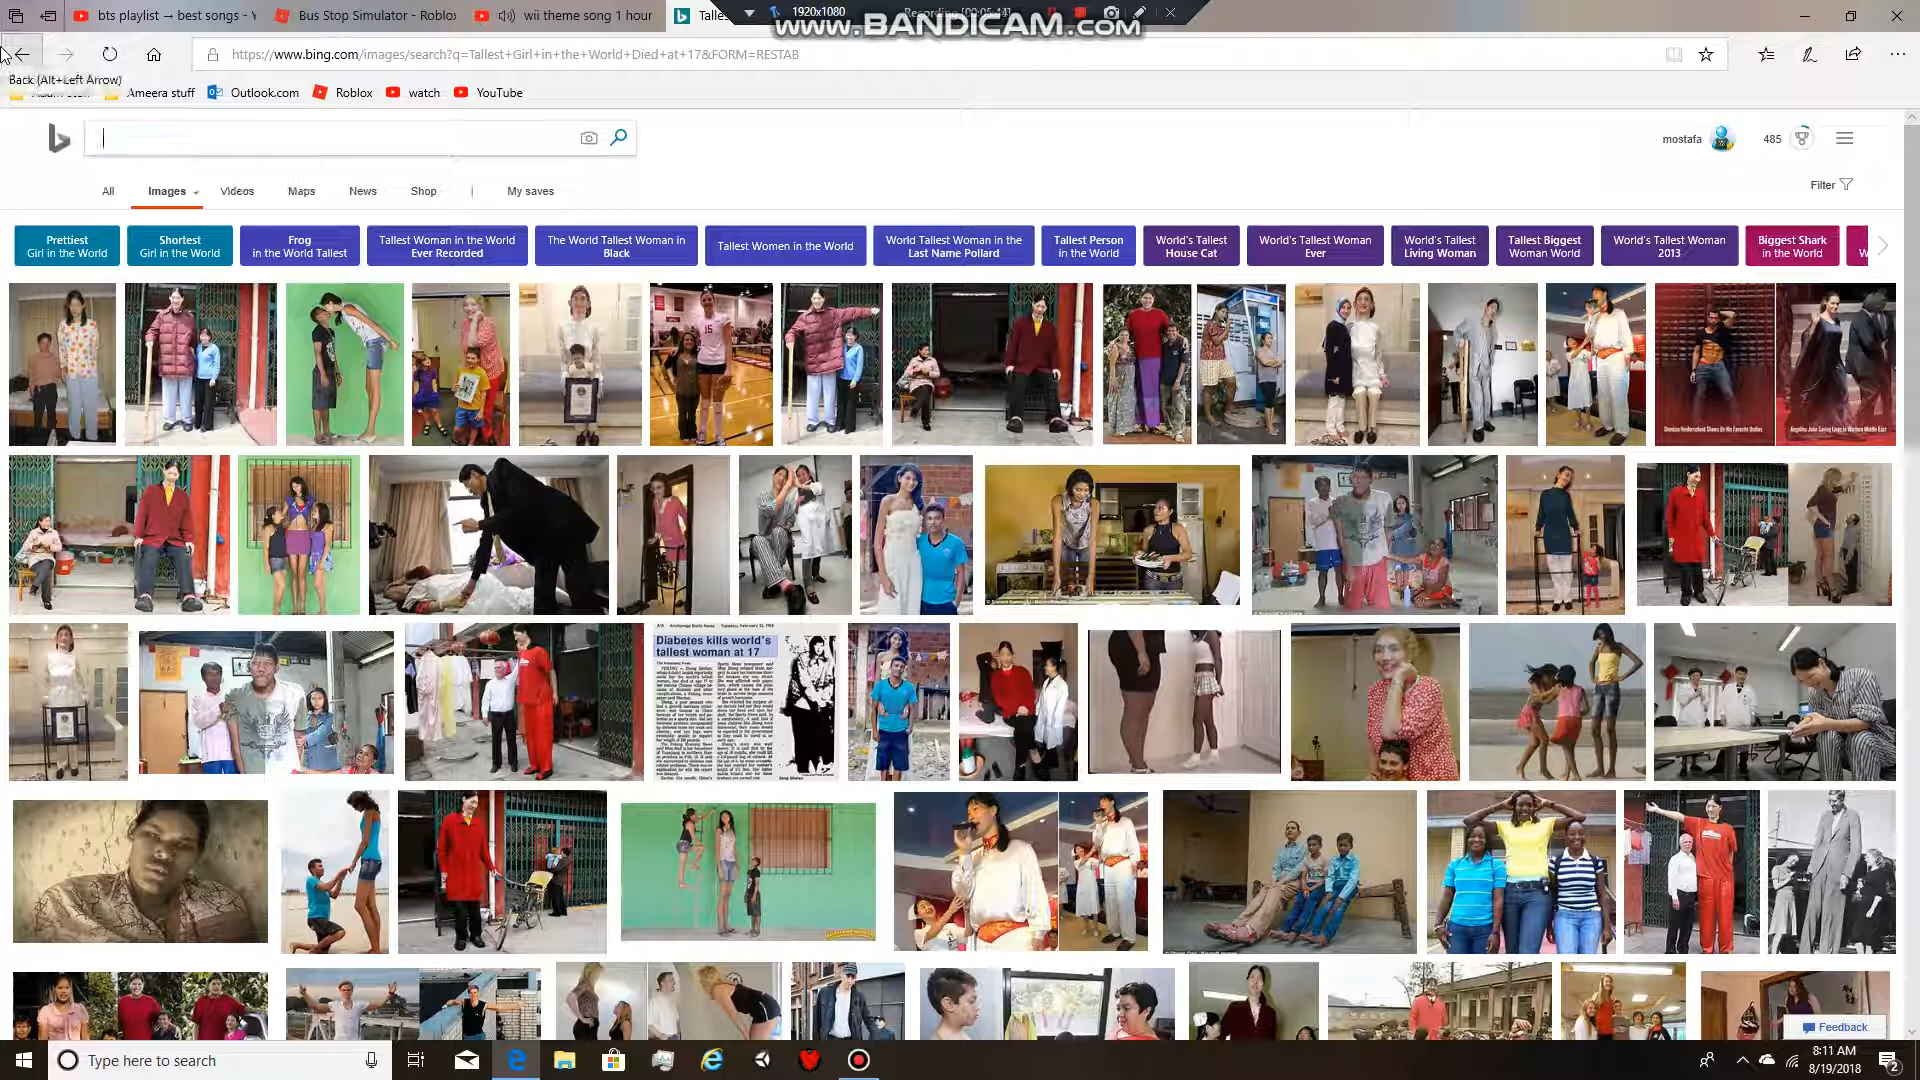 bts playlist → best songs - Y
Bus Stop Simulator - Roblox
wii theme song 1 hour
Talles
1920x1080
www.BANDICAM.com
https://www.bing.com/images/search?q=Tallest+Girl+in+the+World+Died+at+17&FORM=RESTAB
Back (Alt+Left Arrow)
Ameera stuff
Outlook.com
Roblox
watch
YouTube
mostafa
485
All
Images
Videos
Maps
News
Shop
My saves
Filter
Prettiest
Girl in the World
Shortest
Girl in the World
Frog
in the World Tallest
Tallest Woman in the World
Ever Recorded
The World Tallest Woman in
Black
Tallest Women in the World
World Tallest Woman in the
Last Name Pollard
Tallest Person
in the World
World's Tallest
House Cat
World's Tallest Woman
Ever
World's Tallest
Living Woman
Tallest Biggest
Woman World
World's Tallest Woman
2013
Biggest Shark
in the World
W
15
Diabetes kills world's
tallest woman at 17
Feedback
Type here to search
8:11 AM
8/19/2018
2